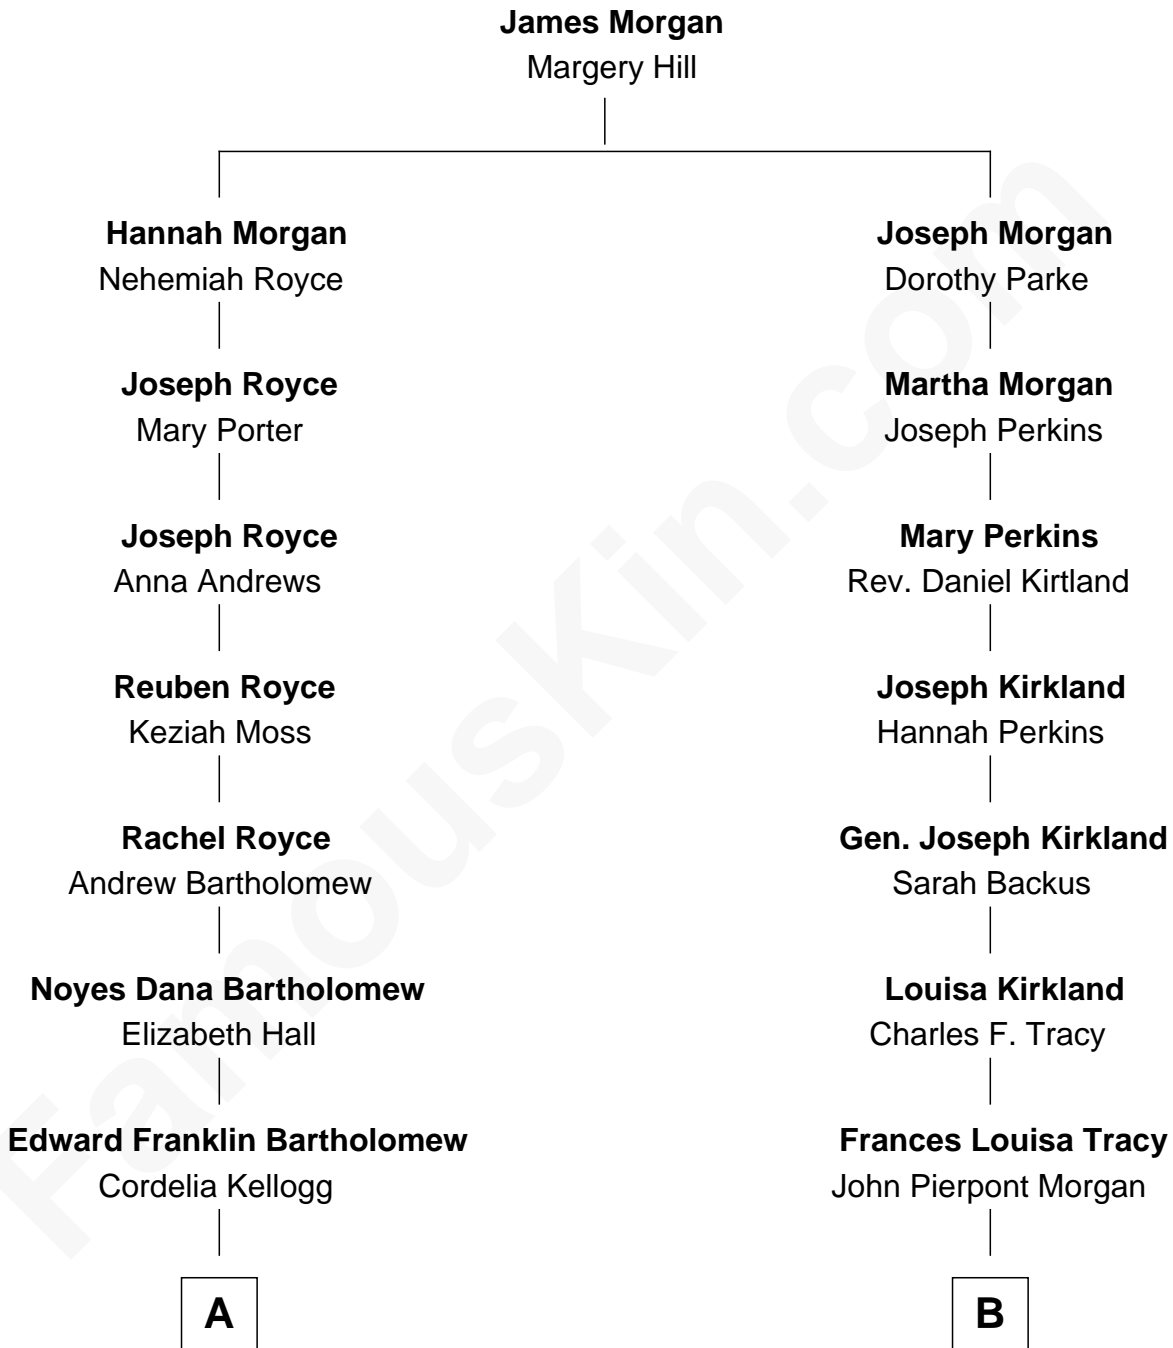 James Morgan
Margery Hill
Hannah Morgan
Nehemiah Royce
Joseph Morgan
Dorothy Parke
Joseph Royce
Mary Porter
Martha Morgan
Joseph Perkins
Joseph Royce
Anna Andrews
Mary Perkins
Rev. Daniel Kirtland
Reuben Royce
Keziah Moss
Joseph Kirkland
Hannah Perkins
Rachel Royce
Andrew Bartholomew
Gen. Joseph Kirkland
Sarah Backus
Noyes Dana Bartholomew
Elizabeth Hall
Louisa Kirkland
Charles F. Tracy
Edward Franklin Bartholomew
Cordelia Kellogg
Frances Louisa Tracy
John Pierpont Morgan
A
B
FamousKin.com